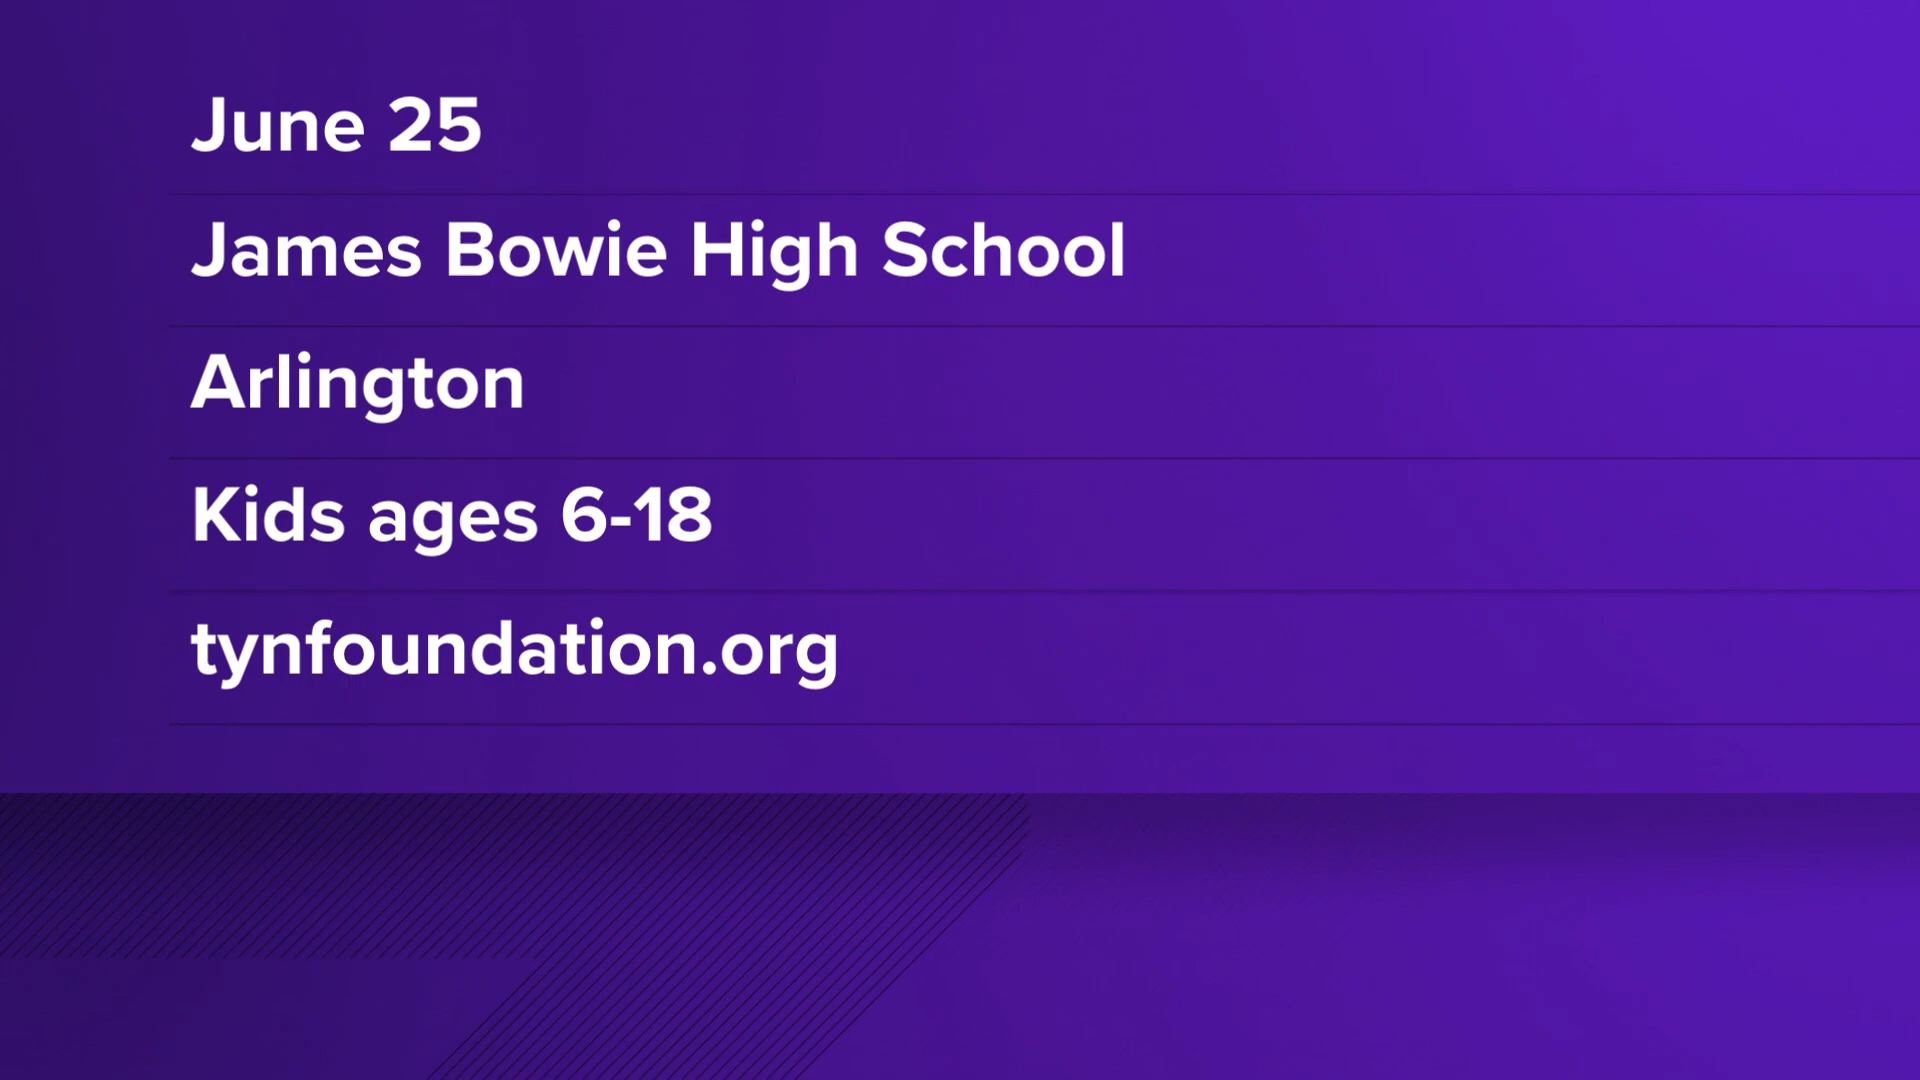 June 25
James Bowie High School
Arlington
Kids ages 6-18
tynfoundation.org